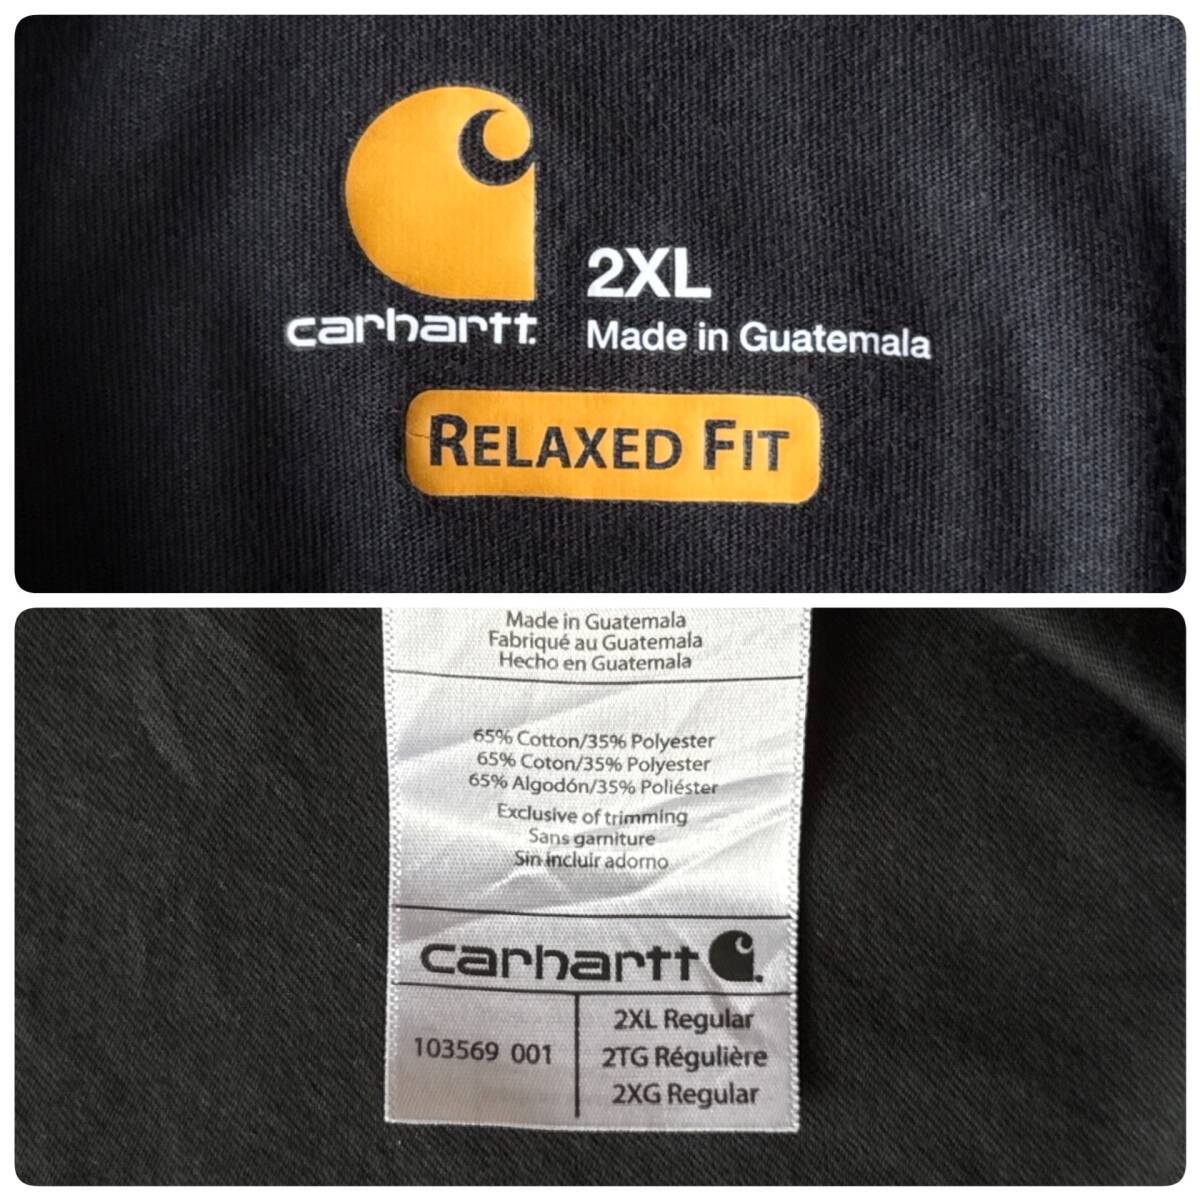 2XL
carhartt.
Made in Guatemala
RELAXED FIT
Made in Guatemala
Fabriqué au Guatemala
Hecho en Guatemala
65% Cotton/35% Polyester
65% Coton/35% Polyester
65% Algodón/35% Poliéster
Exclusive of trimming
Sans garniture
Sin incluir adorno
carhartt
103569 001
2XL Regular
2TG Régulière
2XG Regular